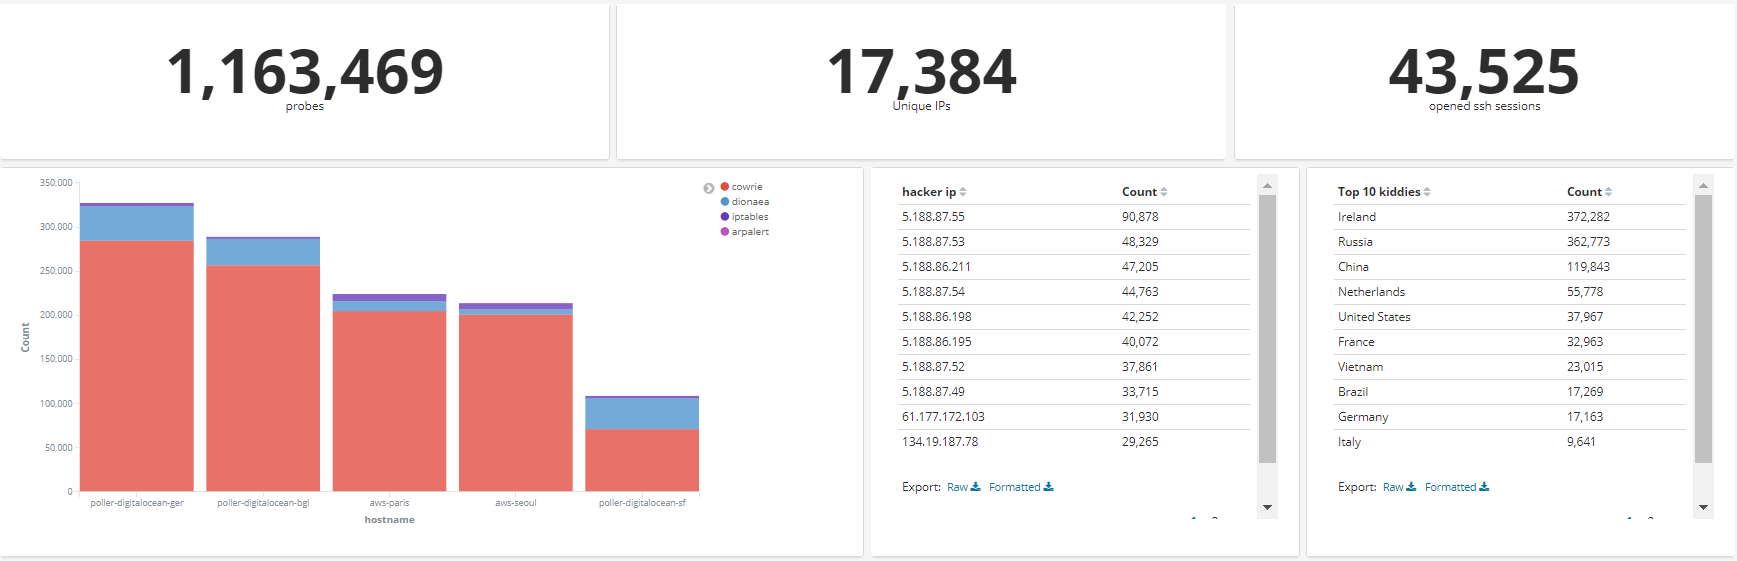 1,163,469
probes
17,384
Unique IPs
43,525
opened ssh sessions
350,000
300,000
250,000
200,000
150,000
100,000
50,000
0
Count
poller-digitalocean-ger
poller-digitalocean-bgl
aws-paris
aws-seoul
poller-digitalocean-sf
hostname
cowrie
dionaea
iptables
arpalert
hacker ip Count
5.188.87.55 90,878
5.188.87.53 48,329
5.188.86.211 47,205
5.188.87.54 44,763
5.188.86.198 42,252
5.188.86.195 40,072
5.188.87.52 37,861
5.188.87.49 33,715
61.177.172.103 31,930
134.19.187.78 29,265
Export: Raw Formatted
Top 10 kiddies Count
Ireland 372,282
Russia 362,773
China 119,843
Netherlands 55,778
United States 37,967
France 32,963
Vietnam 23,015
Brazil 17,269
Germany 17,163
Italy 9,641
Export: Raw Formatted